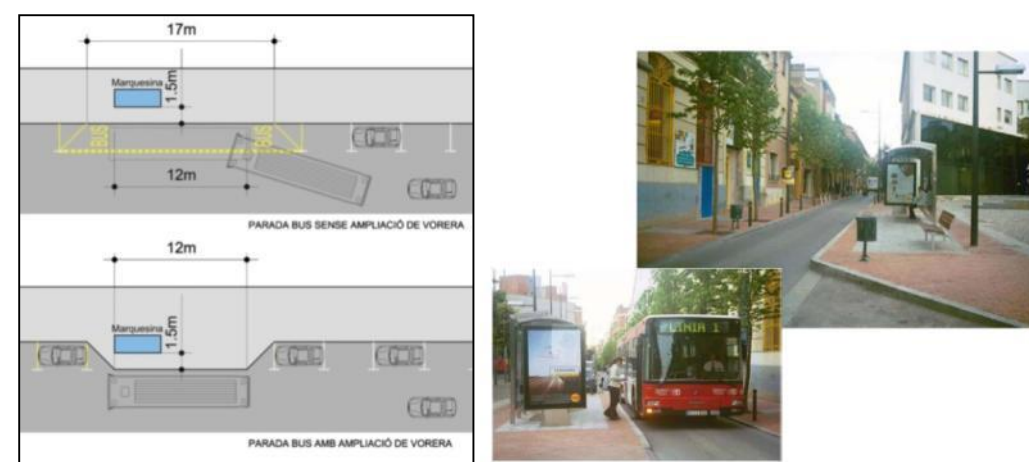 17m
Marquesina
1.5m
BUS
BUS
12m
PARADA BUS SENSE AMPLIACIÓ DE VORERA
12m
Marquesina
1.5m
PARADA BUS AMB AMPLIACIÓ DE VORERA
LINIA 1